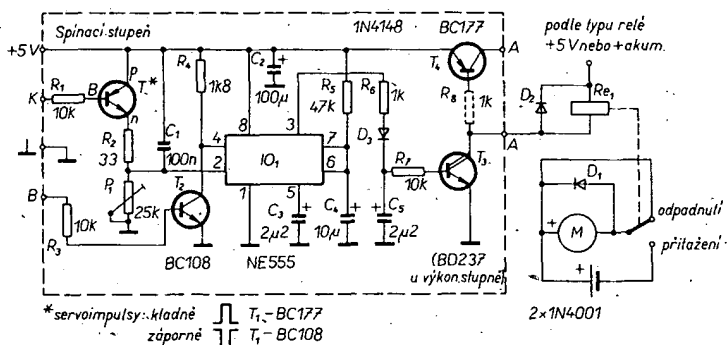 Spínací stupeň
1N4148
BC177
podle typu relé
+5V nebo + akum.
+5V
p
T1*
R4
1k8
C2 +
100µ
R5
47k
R6
1k
T4
A
R8
1k
D2
Re1
K
R1
10k
B
n
R2
33
C1
100n
8
3
4
7
IO1
2
6
1
5
D3
R7
10k
T3
A
B
P1
25k
T2
C3 +
2µ2
C4 +
10µ
C5 +
2µ2
D1
+
M
odpadnutí
přitažení
+
10k
R3
BC108
NE555
(BD237
u výkon.stupně)
2×1N4001
*servoimpulsy: kladné T1-BC177
záporné T1-BC108